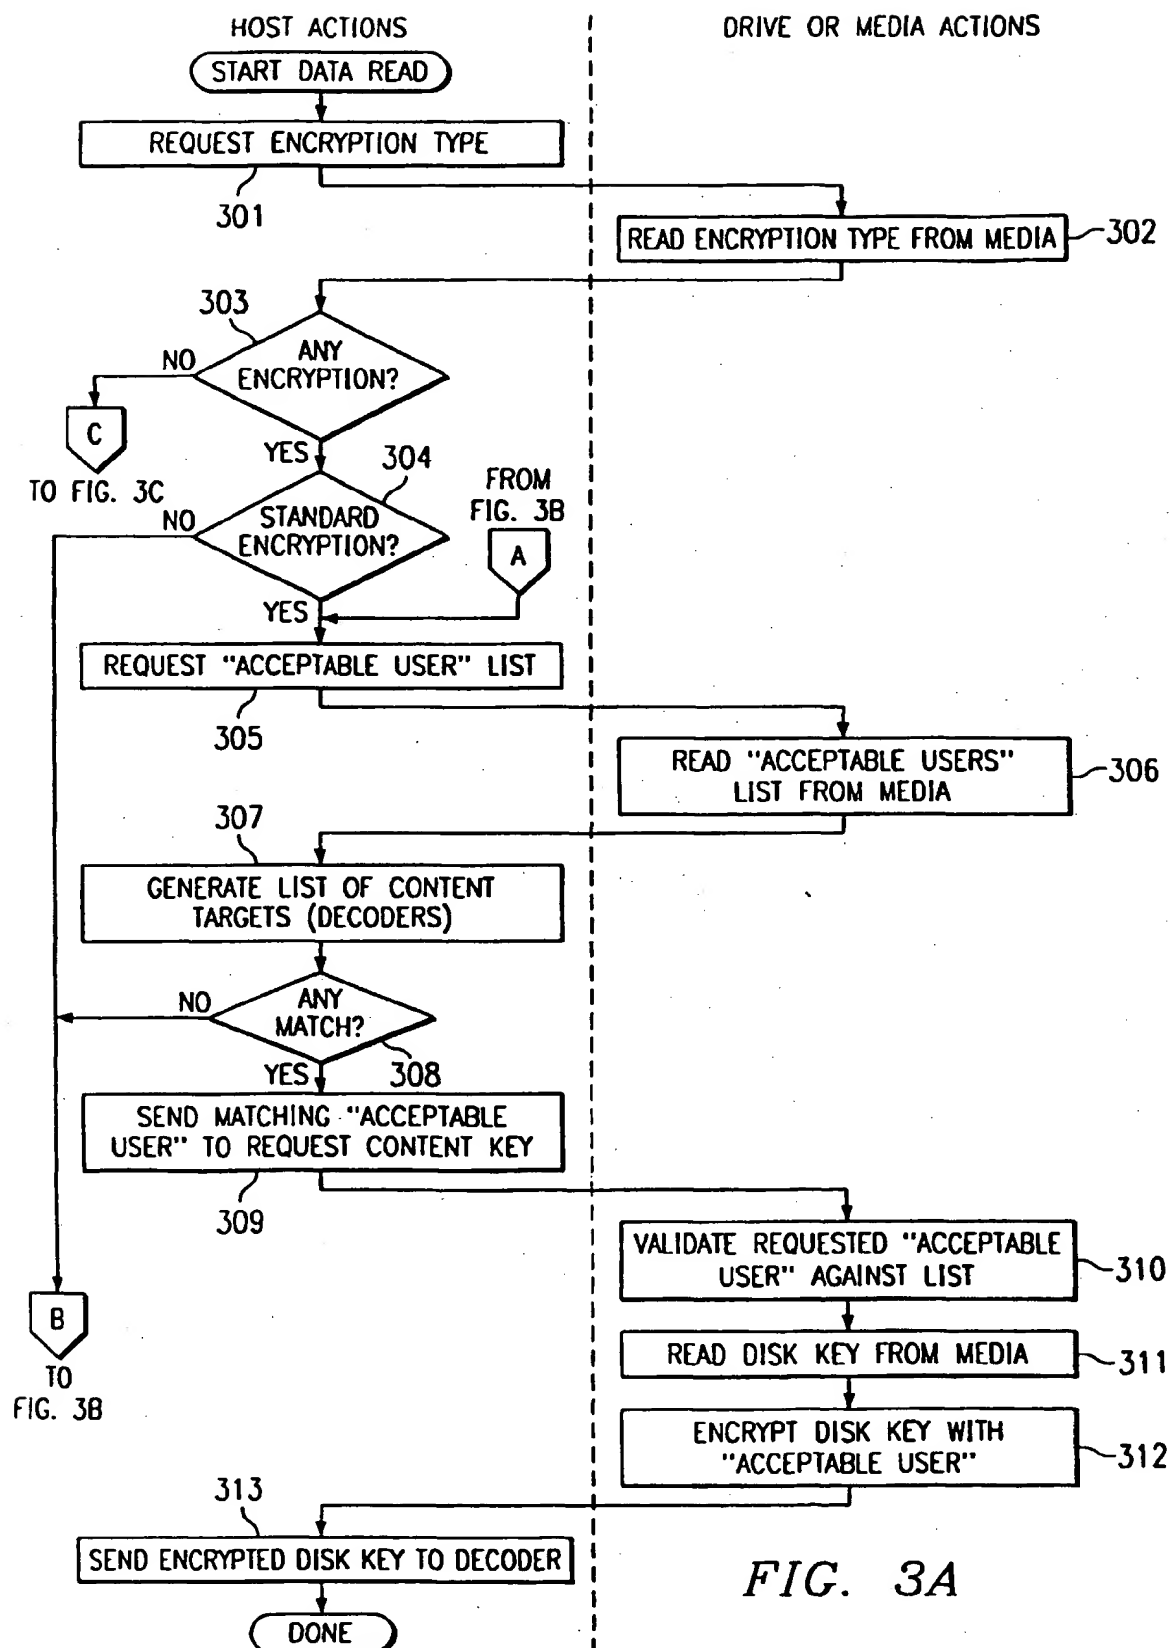 HOST ACTIONS
DRIVE OR MEDIA ACTIONS
START DATA READ
REQUEST ENCRYPTION TYPE
301
READ ENCRYPTION TYPE FROM MEDIA
302
303
ANY
ENCRYPTION?
NO
C
TO FIG. 3C
YES
304
STANDARD
ENCRYPTION?
NO
FROM
FIG. 3B
A
YES
REQUEST "ACCEPTABLE USER" LIST
305
READ "ACCEPTABLE USERS"
LIST FROM MEDIA
306
307
GENERATE LIST OF CONTENT
TARGETS (DECODERS)
ANY
MATCH?
NO
308
YES
SEND MATCHING "ACCEPTABLE
USER" TO REQUEST CONTENT KEY
309
VALIDATE REQUESTED "ACCEPTABLE
USER" AGAINST LIST
310
B
TO
FIG. 3B
READ DISK KEY FROM MEDIA
311
ENCRYPT DISK KEY WITH
"ACCEPTABLE USER"
312
313
SEND ENCRYPTED DISK KEY TO DECODER
DONE
FIG. 3A